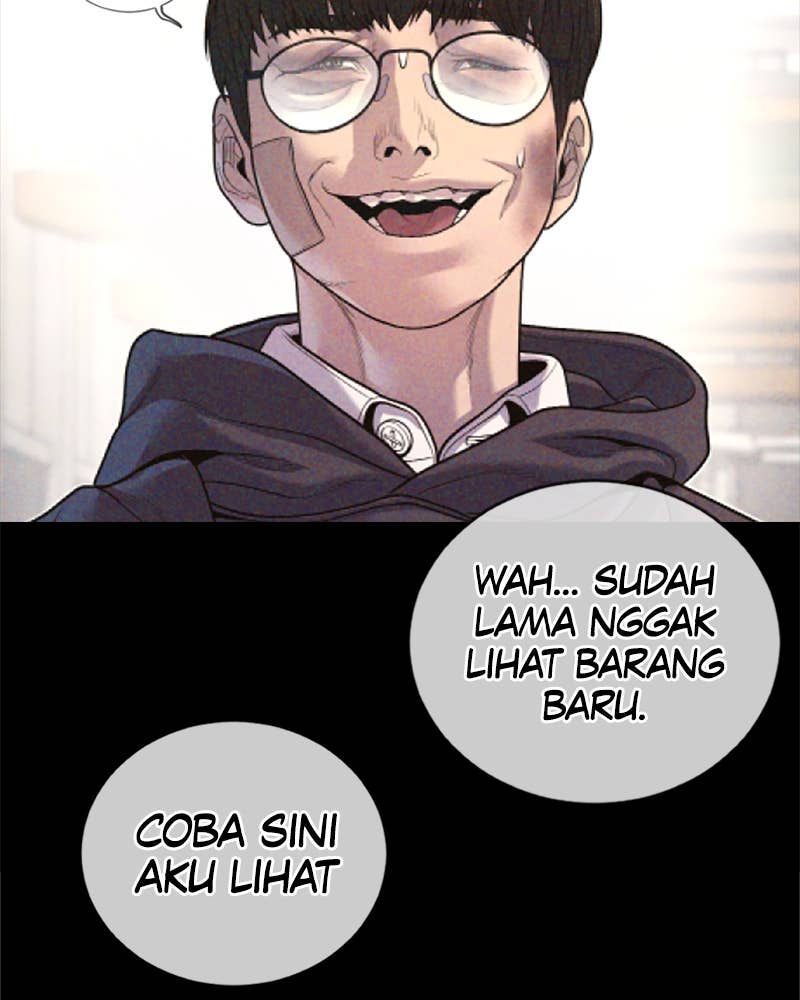 WAH... SUDAH
LAMA NGGAK
LIHAT BARANG
BARU.
COBA SINI
AKU LIHAT